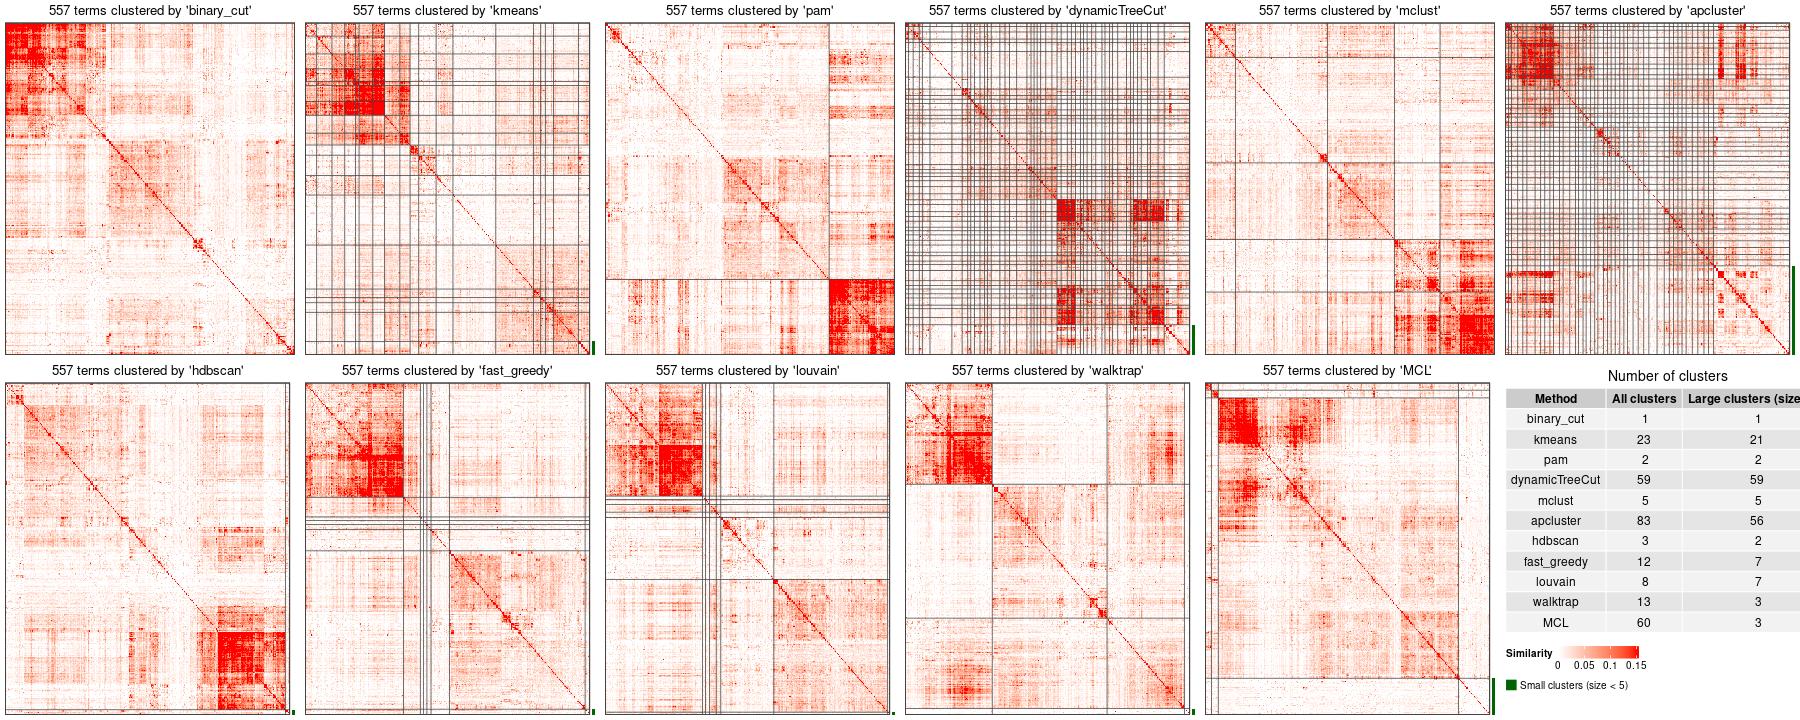 557 terms clustered by 'binary_cut'
557 terms clustered by 'kmeans'
557 terms clustered by 'pam'
557 terms clustered by 'dynamicTreeCut'
557 terms clustered by 'mclust'
557 terms clustered by 'apcluster'
557 terms clustered by 'hdbscan'
557 terms clustered by 'fast_greedy'
557 terms clustered by 'louvain'
557 terms clustered by 'walktrap'
557 terms clustered by 'MCL'
Number of clusters
Method All clusters Large clusters (size
binary_cut 1 1
kmeans 23 21
pam 2 2
dynamicTreeCut 59 59
mclust 5 5
apcluster 83 56
hdbscan 3 2
fast_greedy 12 7
louvain 8 7
walktrap 13 3
MCL 60 3
Similarity
0 0.05 0.1 0.15
Small clusters (size < 5)